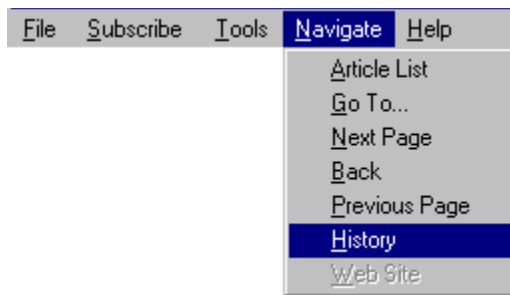 File Subscribe Tools Navigate Help
Article List
Go To...
Next Page
Back
Previous Page
History
Web Site